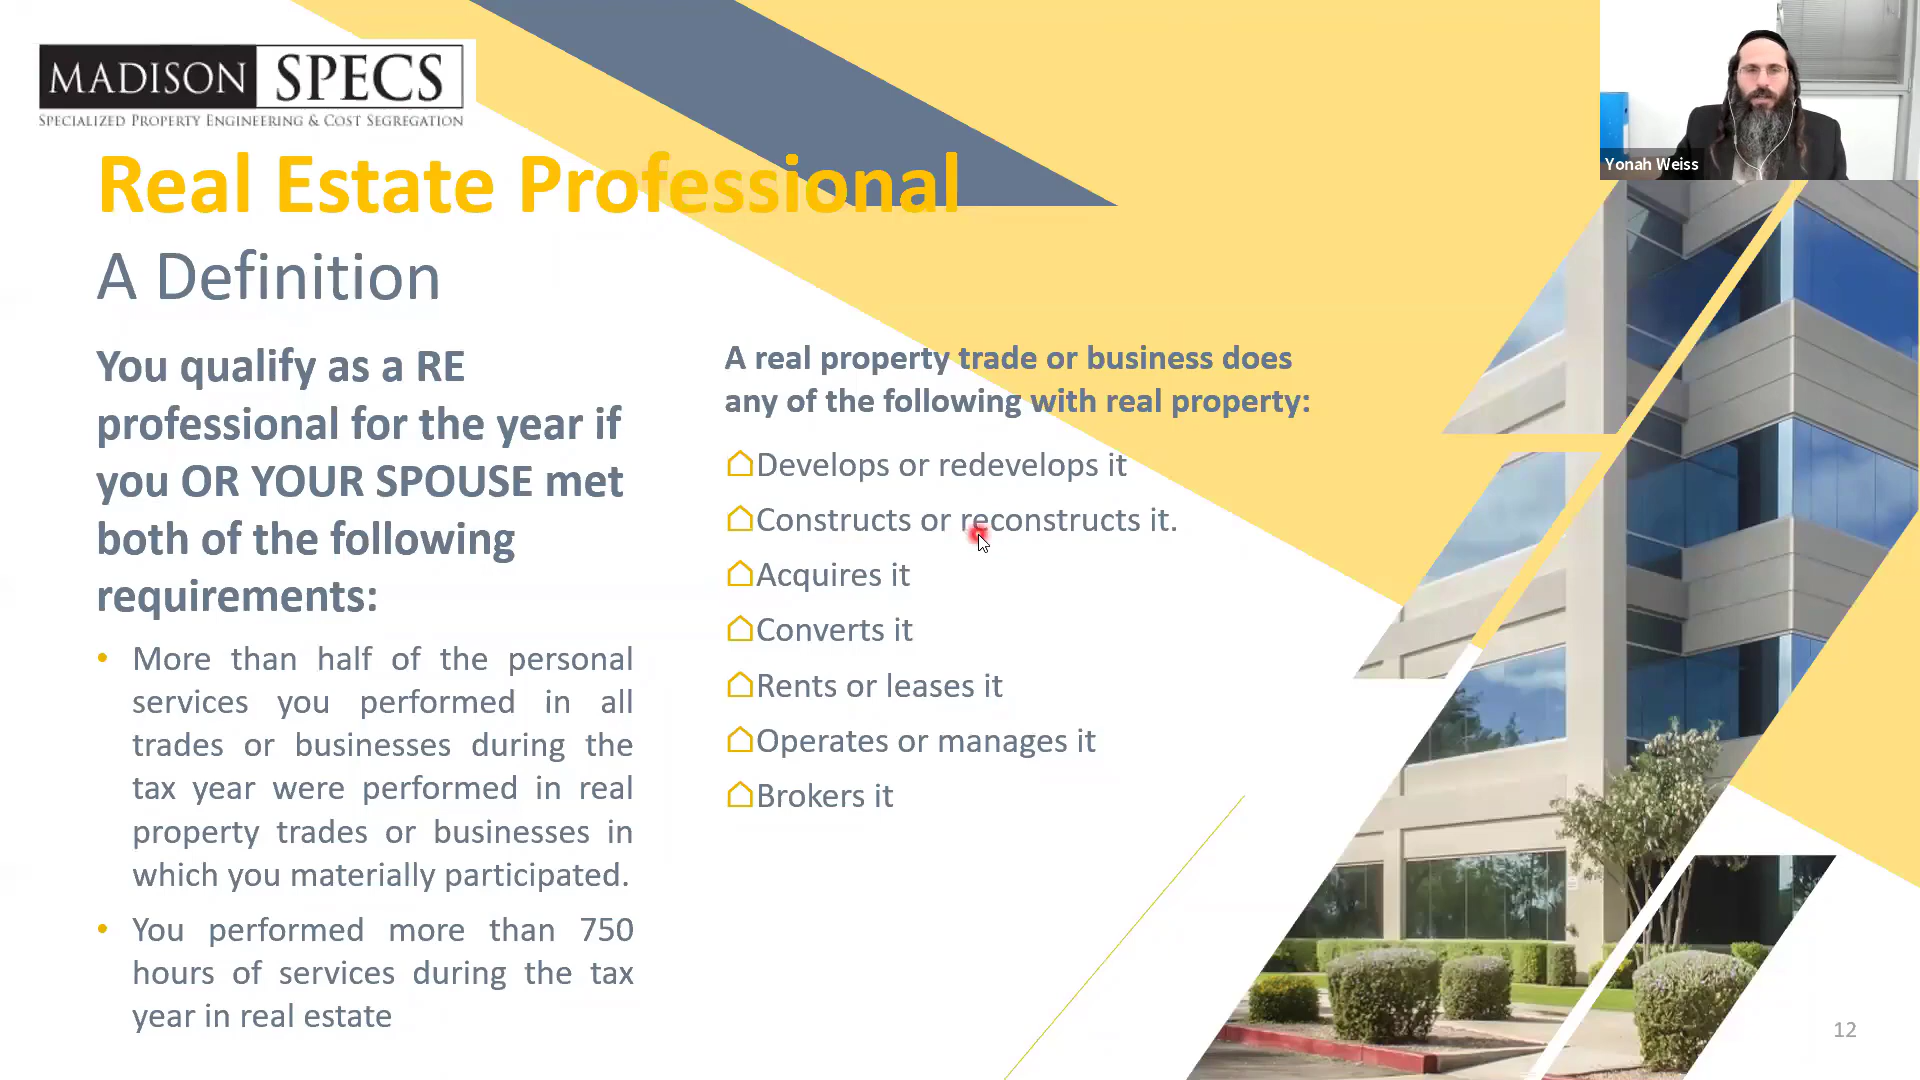 MADISON SPECS
SPECIALIZED PROPERTY ENGINEERING & COST SEGREGATION
Yonah Weiss
Real Estate Professional
A Definition
You qualify as a RE
professional for the year if
you OR YOUR SPOUSE met
both of the following
requirements:
• More than half of the personal
services you performed in all
trades or businesses during the
tax year were performed in real
property trades or businesses in
which you materially participated.
• You performed more than 750
hours of services during the tax
year in real estate
A real property trade or business does
any of the following with real property:
Develops or redevelops it
Constructs or reconstructs it.
Acquires it
Converts it
Rents or leases it
Operates or manages it
Brokers it
12